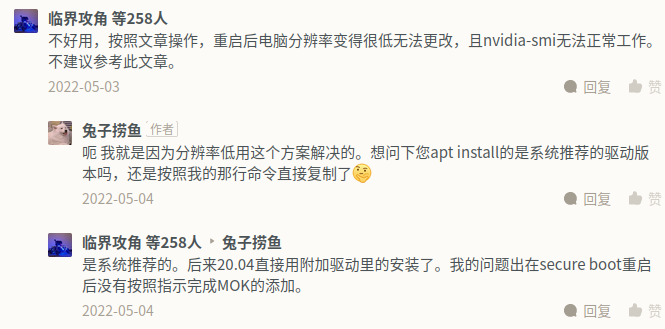 临界攻角 等258人
不好用，按照文章操作，重启后电脑分辨率变得很低无法更改，且nvidia-smi无法正常工作。
不建议参考此文章。
2022-05-03 回复 赞
兔子捞鱼 作者
呃 我就是因为分辨率低用这个方案解决的。想问下您apt install的是系统推荐的驱动版
本吗，还是按照我的那行命令直接复制了🤔
2022-05-04 回复 赞
临界攻角 等258人 ▸ 兔子捞鱼
是系统推荐的。后来20.04直接用附加驱动里的安装了。我的问题出在secure boot重启
后没有按照指示完成MOK的添加。
2022-05-04 回复 赞